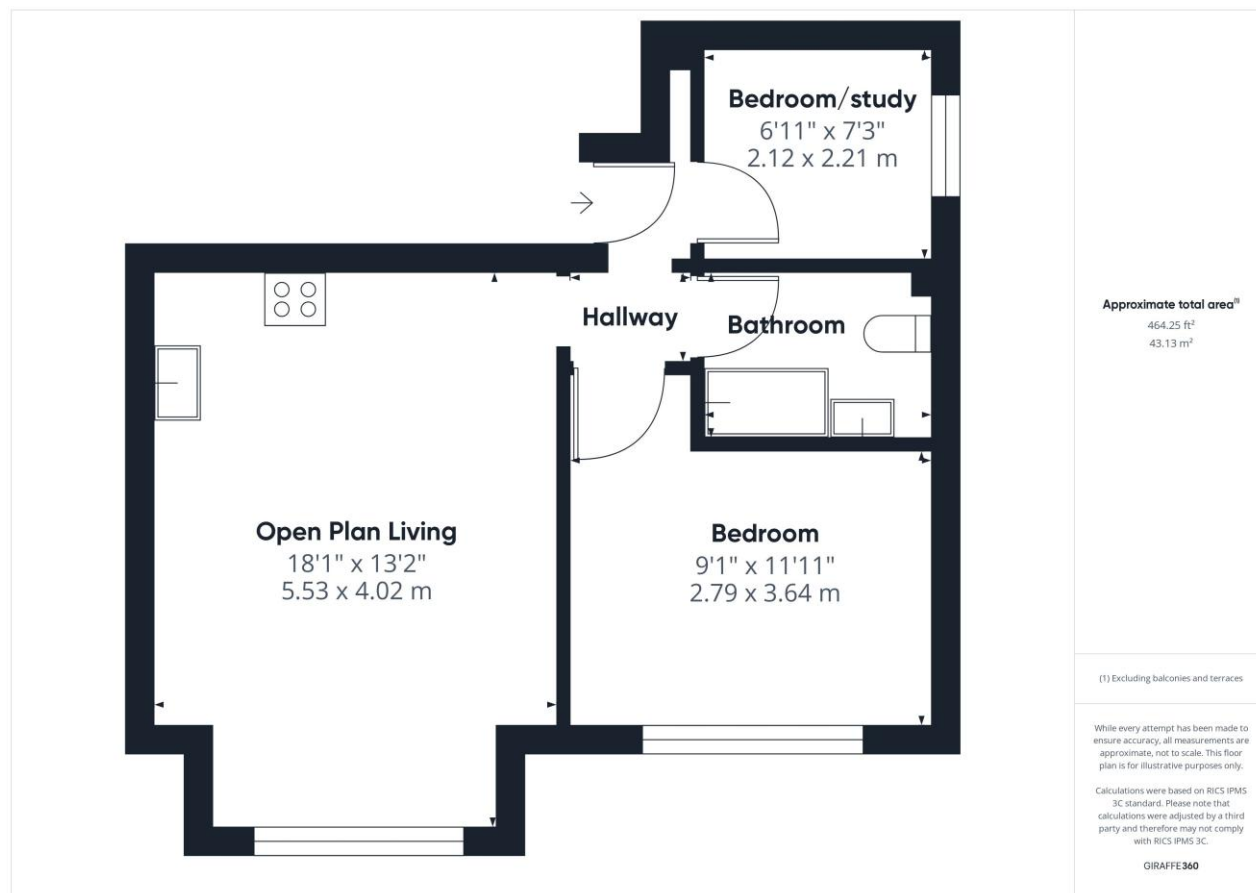 Bedroom/study
6'11" x 7'3"
2.12 x 2.21 m
Hallway
Bathroom
Open Plan Living
18'1" x 13'2"
5.53 x 4.02 m
Bedroom
9'1" x 11'11"
2.79 x 3.64 m
Approximate total area(1)
464.25 ft²
43.13 m²
(1) Excluding balconies and terraces
While every attempt has been made to
ensure accuracy, all measurements are
approximate, not to scale. This floor
plan is for illustrative purposes only.
Calculations were based on RICS IPMS
3C standard. Please note that
calculations were adjusted by a third
party and therefore may not comply
with RICS IPMS 3C.
GIRAFFE360